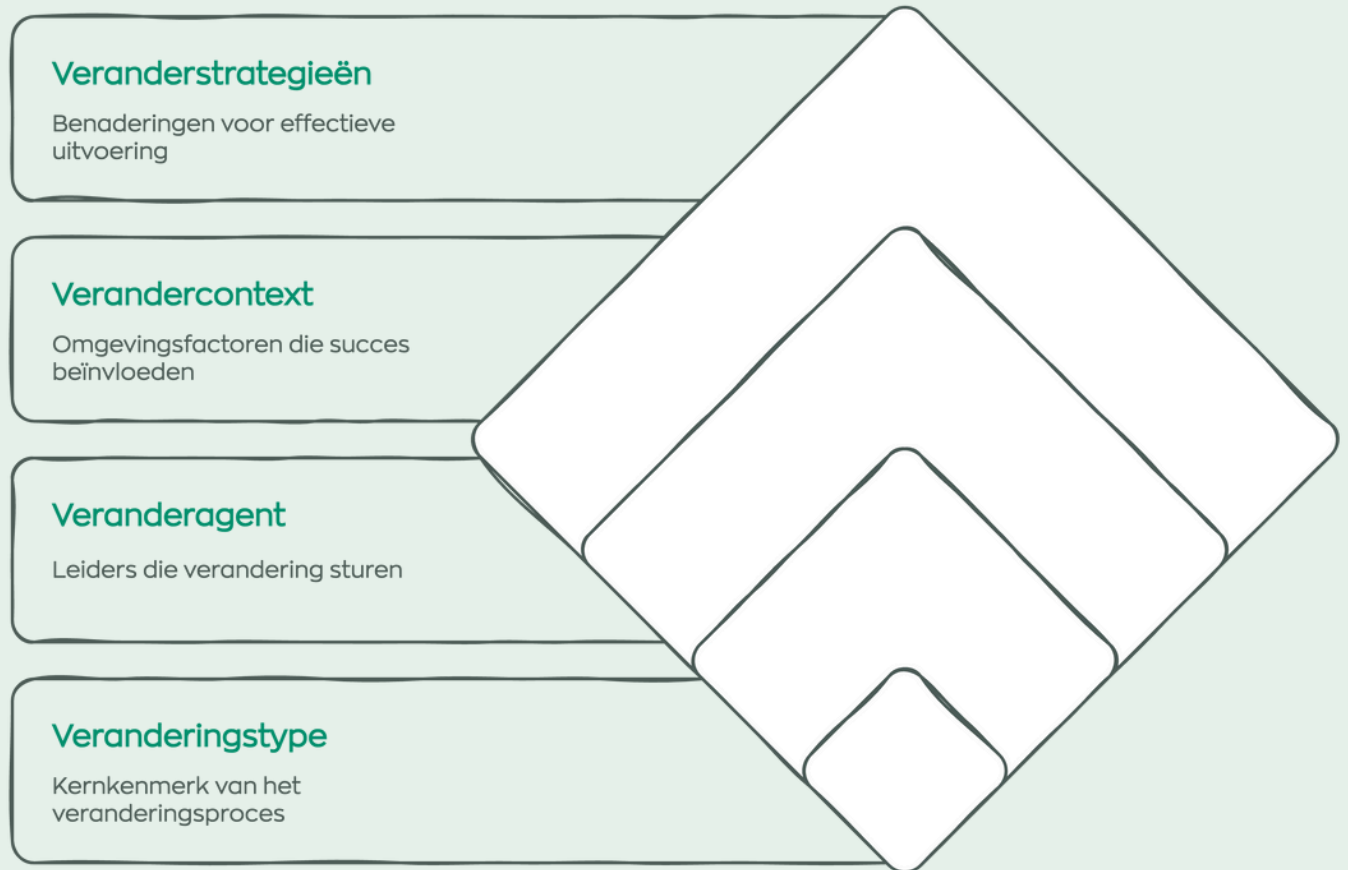 Veranderstrategieën
Benaderingen voor effectieve
uitvoering
Verandercontext
Omgevingsfactoren die succes
beïnvloeden
Veranderagent
Leiders die verandering sturen
Veranderingstype
Kernkenmerk van het
veranderingsproces